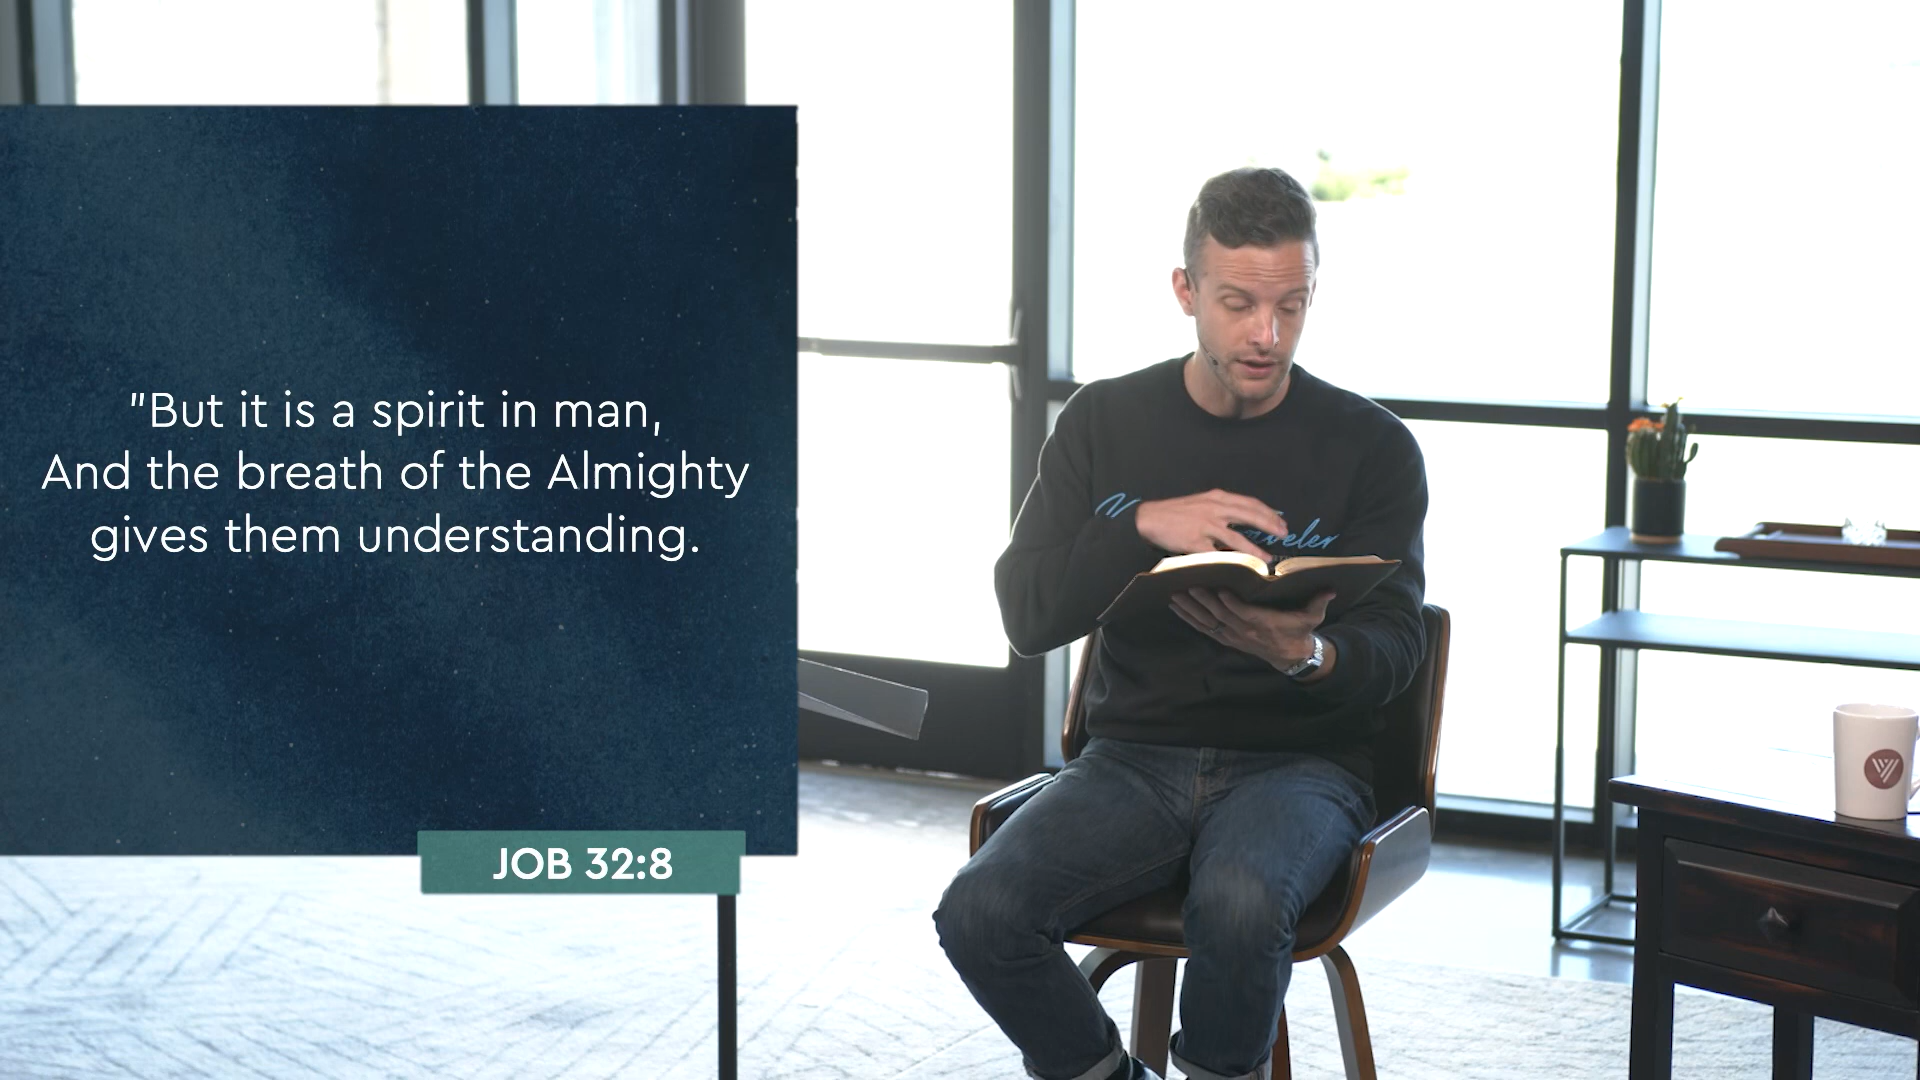 "But it is a spirit in man,
And the breath of the Almighty
gives them understanding.
JOB 32:8